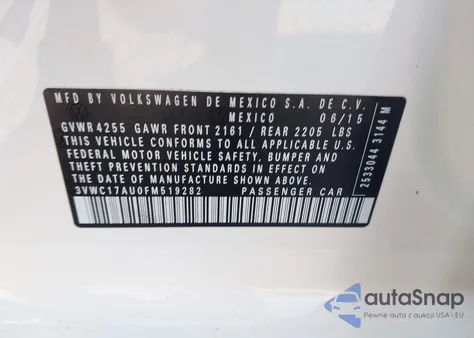 MFD BY VOLKSWAGEN DE MEXICO S.A. DE C.V.
MEXICO 06/15
GVWR 4255 GAWR FRONT 2161 / REAR 2205 LBS
THIS VEHICLE CONFORMS TO ALL APPLICABLE U.S.
FEDERAL MOTOR VEHICLE SAFETY, BUMPER AND
THEFT PREVENTION STANDARDS IN EFFECT ON
THE DATE OF MANUFACTURE SHOWN ABOVE.
3VWC17AU0FM519282 PASSENGER CAR
2533044 3144 M
autoSnap
Pewne auta z aukcji USA i EU